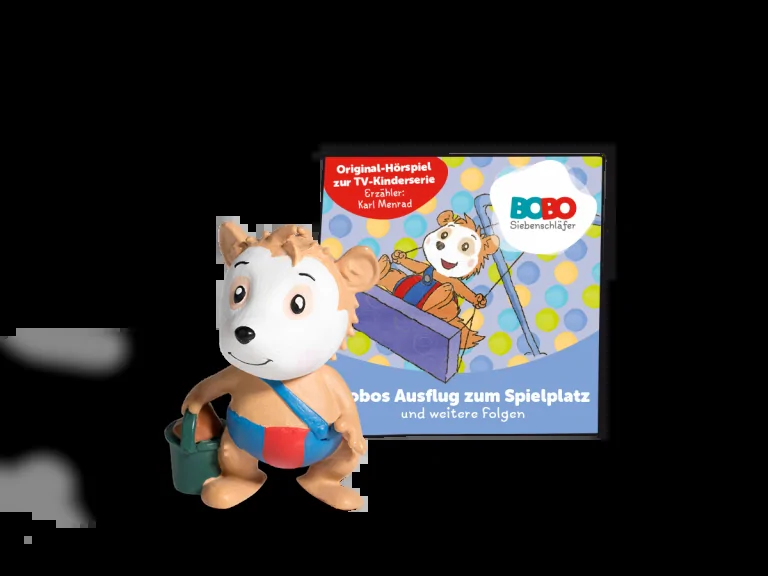 Original-Hörspiel
zur TV-Kinderserie
Erzähler:
Karl Menrad
BOBO
Siebenschläfer
obos Ausflug zum Spielplatz
und weitere Folgen